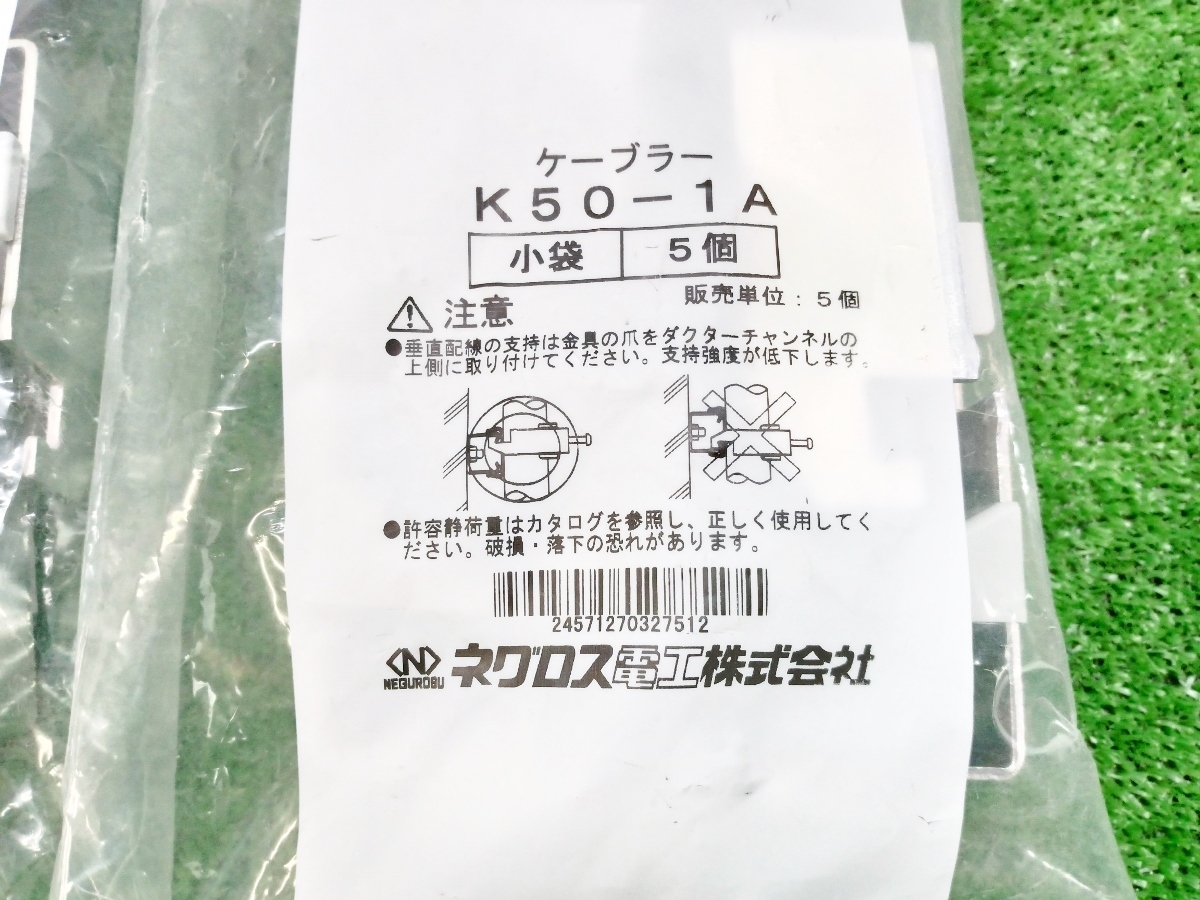 ケーブラー
K50-1A
小袋 5個
販売単位:5個
注意
●垂直配線の支持は金具の爪をダクターチャンネルの
上側に取り付けてください。支持強度が低下します。
●許容静荷重はカタログを参照し、正しく使用してく
ださい。破損・落下の恐れがあります。
24571270327512
N NEGUROBU ネグロス電工株式会社